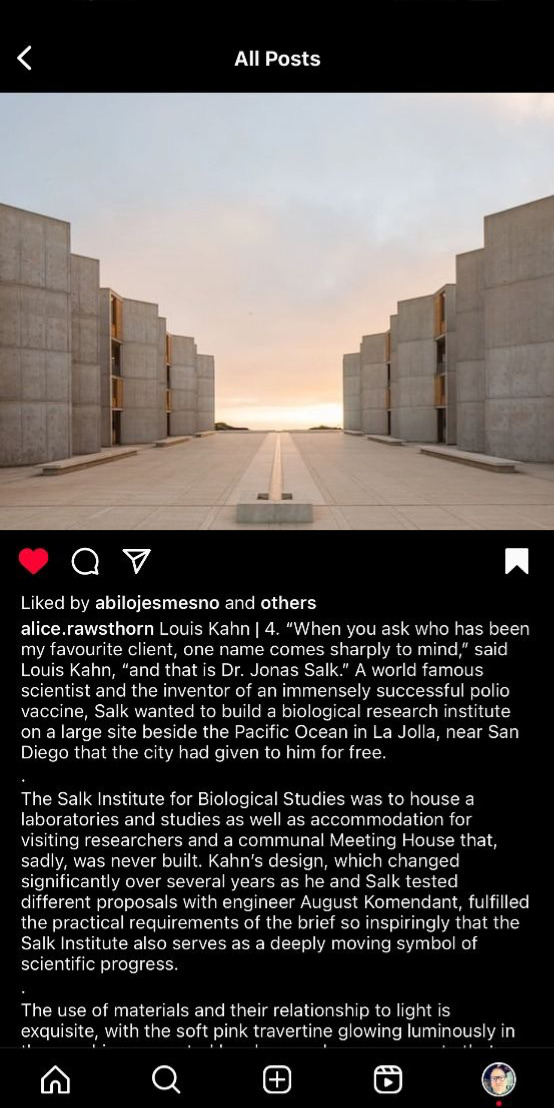 All Posts
Liked by abilojesmesno and others
alice.rawsthorn Louis Kahn | 4. “When you ask who has been
my favourite client, one name comes sharply to mind,” said
Louis Kahn, “and that is Dr. Jonas Salk.” A world famous
scientist and the inventor of an immensely successful polio
vaccine, Salk wanted to build a biological research institute
on a large site beside the Pacific Ocean in La Jolla, near San
Diego that the city had given to him for free.
.
The Salk Institute for Biological Studies was to house a
laboratories and studies as well as accommodation for
visiting researchers and a communal Meeting House that,
sadly, was never built. Kahn’s design, which changed
significantly over several years as he and Salk tested
different proposals with engineer August Komendant, fulfilled
the practical requirements of the brief so inspiringly that the
Salk Institute also serves as a deeply moving symbol of
scientific progress.
.
The use of materials and their relationship to light is
exquisite, with the soft pink travertine glowing luminously in